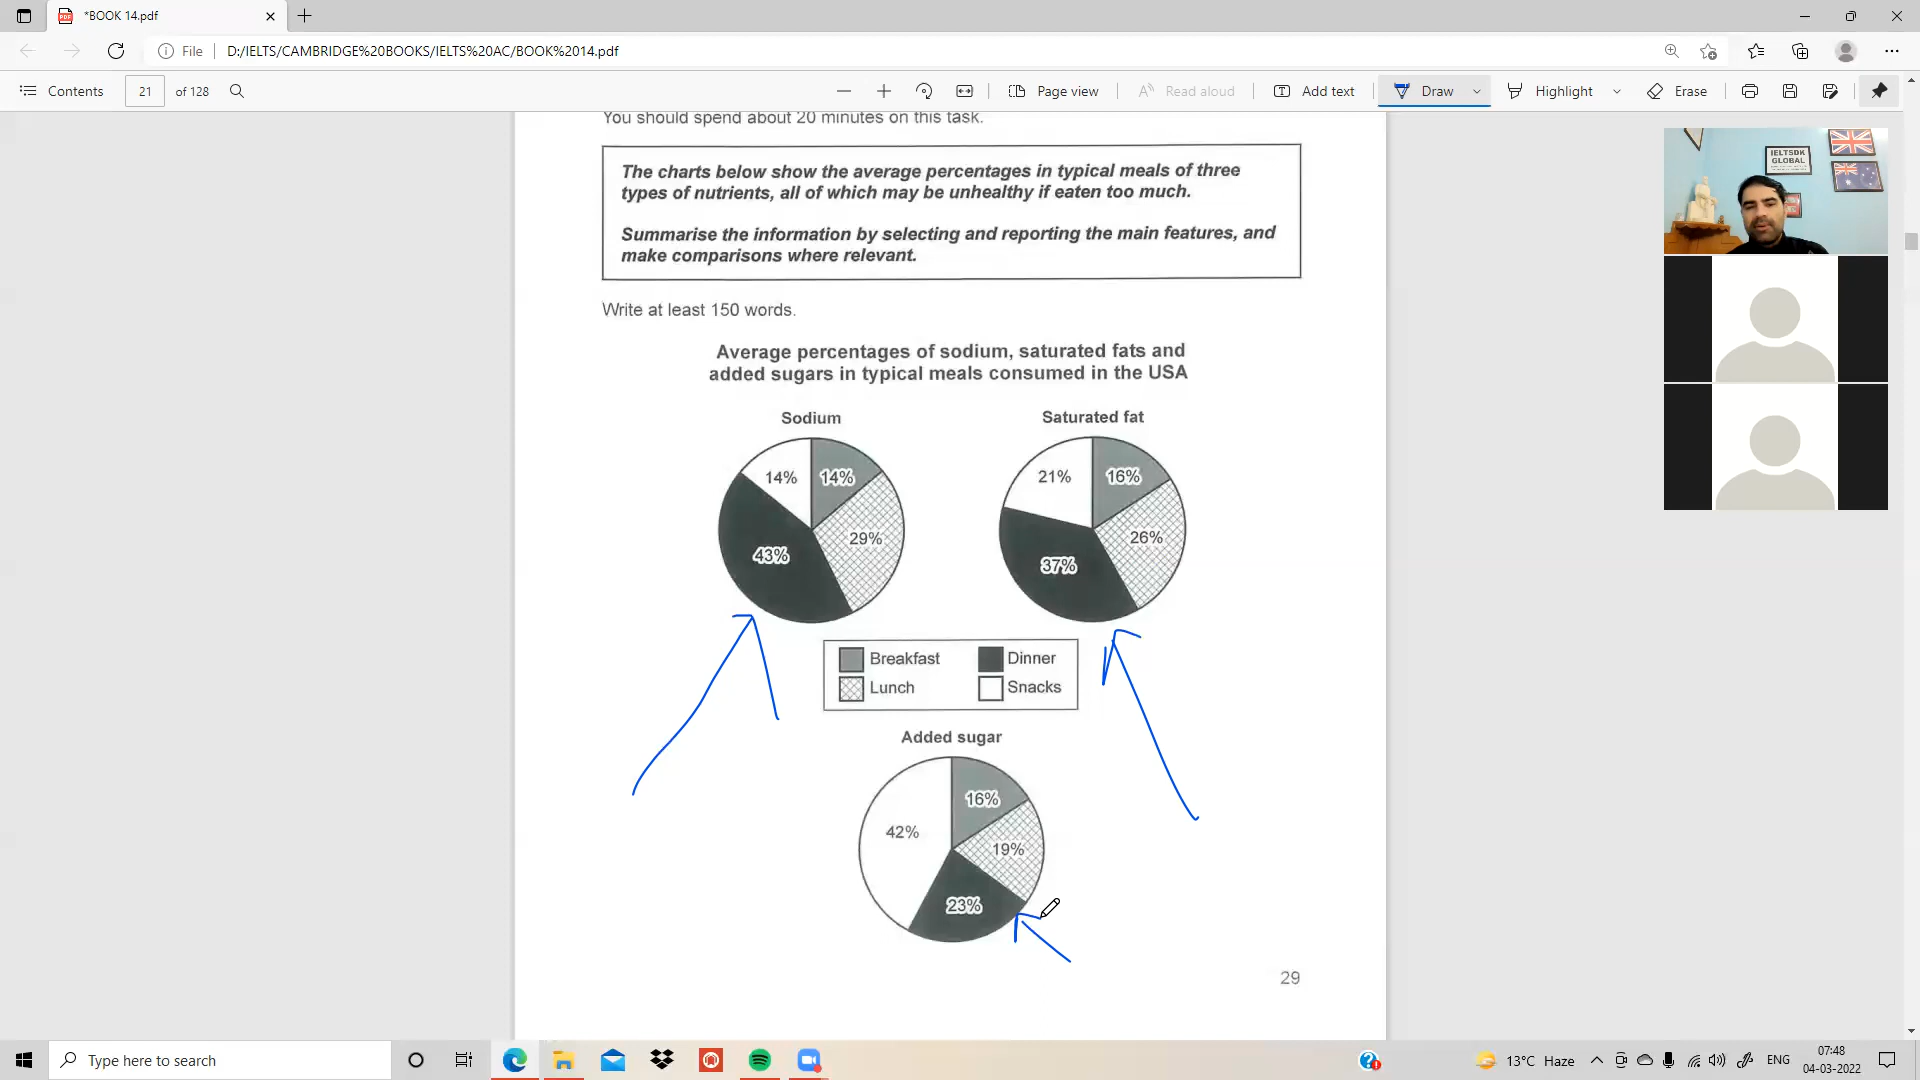 *BOOK 14.pdf
File
D:/IELTS/CAMBRIDGE%20BOOKS/IELTS%20AC/BOOK%2014.pdf
Contents
21
of 128
Page view
Read aloud
Add text
Draw
Highlight
Erase
You should spend about 20 minutes on this task.
The charts below show the average percentages in typical meals of three
types of nutrients, all of which may be unhealthy if eaten too much.
Summarise the information by selecting and reporting the main features, and
make comparisons where relevant.
Write at least 150 words.
Average percentages of sodium, saturated fats and
added sugars in typical meals consumed in the USA
Sodium
14%
14%
29%
43%
Saturated fat
21%
16%
26%
37%
Breakfast
Dinner
Lunch
Snacks
Added sugar
16%
42%
19%
23%
29
IELTSDK
GLOBAL
Type here to search
13°C Haze
ENG
07:48
04-03-2022